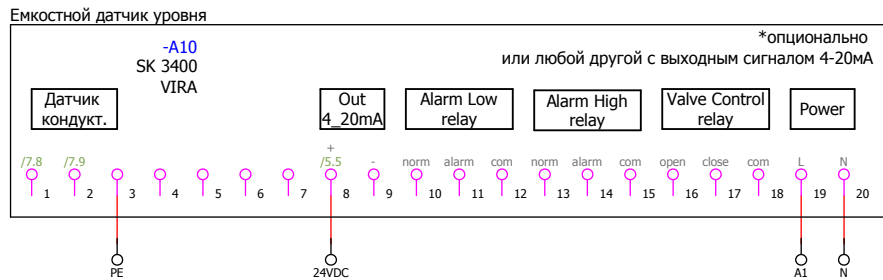 Емкостной датчик уровня
-A10
SK 3400
VIRA
*опционально
или любой другой с выходным сигналом 4-20мА
Датчик
кондукт.
Out
4_20mA
Alarm Low
relay
Alarm High
relay
Valve Control
relay
Power
/7.8 /7.9 + /5.5 - norm alarm com norm alarm com open close com L N
1 2 3 4 5 6 7 8 9 10 11 12 13 14 15 16 17 18 19 20
PE 24VDC A1 N